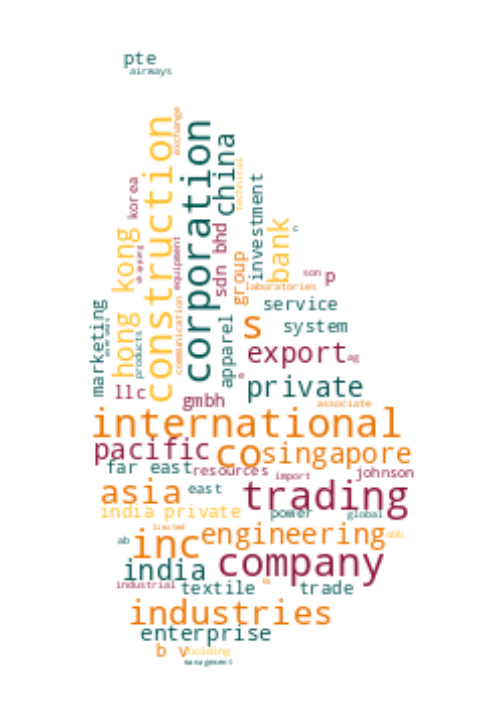 pte
airways
construction
exchange
corporation
china
technical
korea
kong
hong
shipping
equipment
sdn bhd
group
investment
bank
c
son
p
laboratories
service
marketing
overseas
products
communication
apparel
s
system
export
ag
e
private
llc
gmbh
associate
international
pacific
co
singapore
far east
resources
import
johnson
asia
east
trading
india private
power
global
limited
ab
inc
engineering
abb
india
company
industrial
textile
trade
industries
enterprise
b v
holding
management